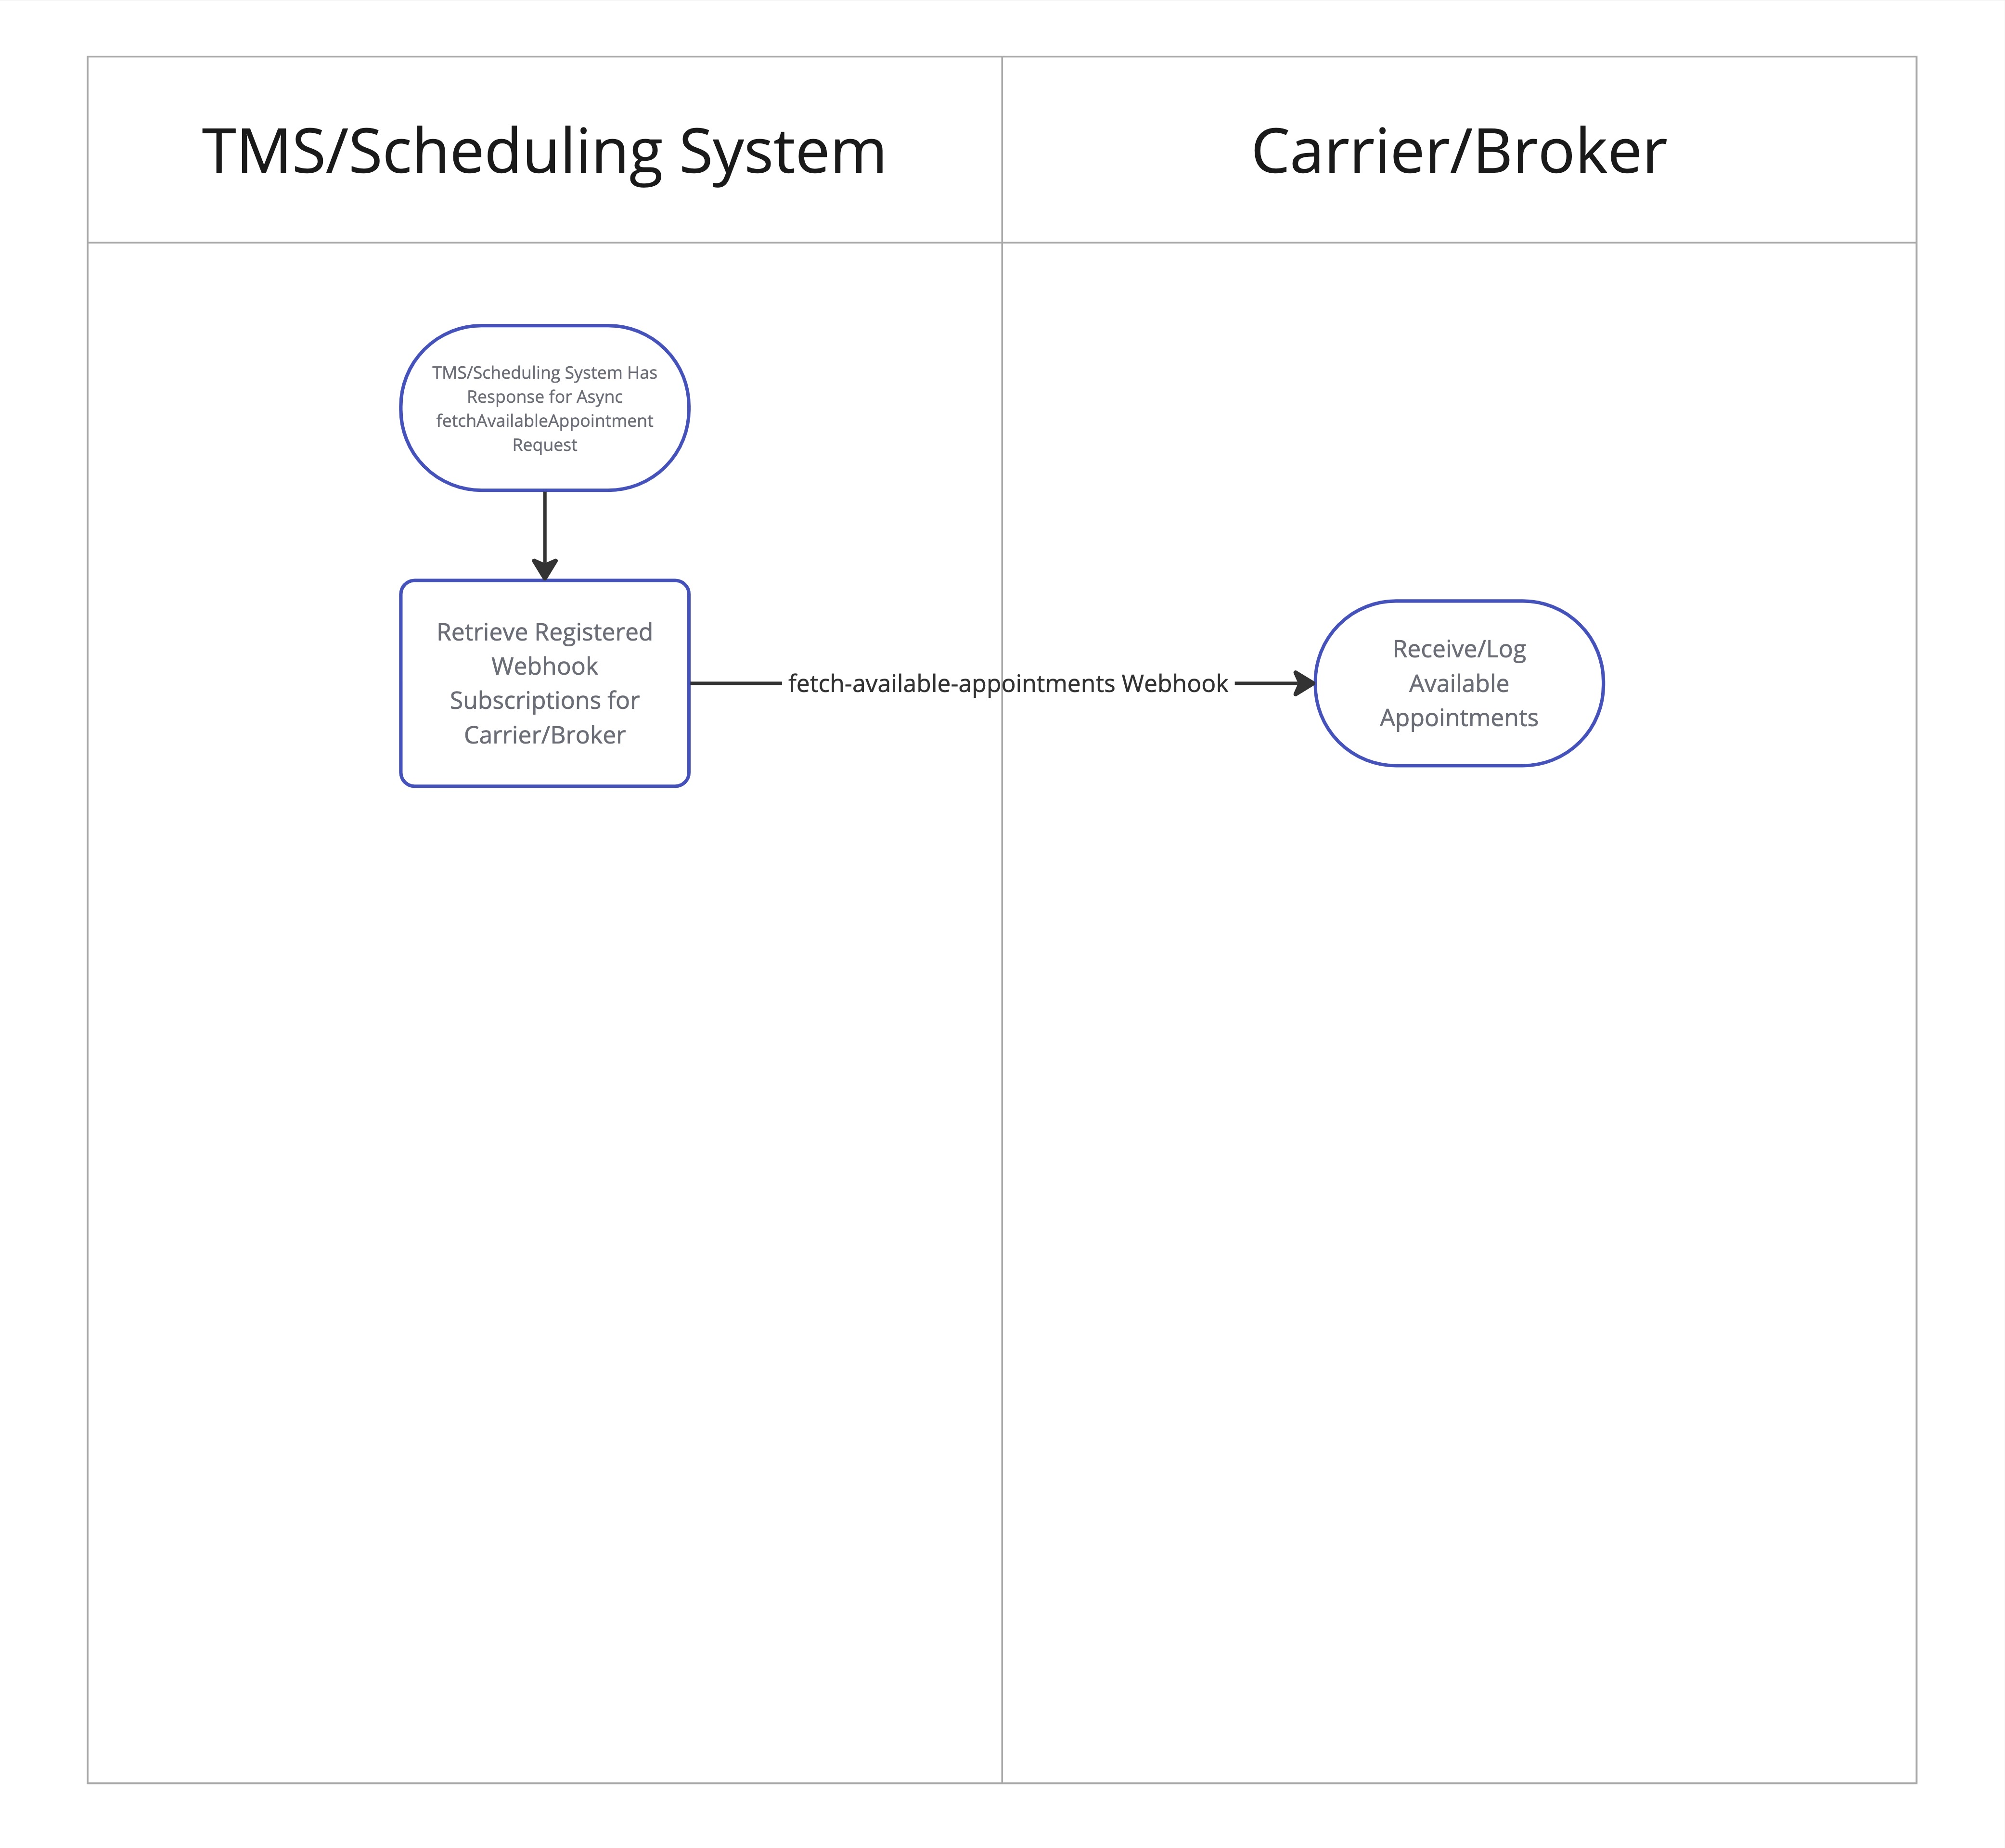 TMS/Scheduling System
Carrier/Broker
TMS/Scheduling System Has
Response for Async
fetchAvailableAppointment
Request
Retrieve Registered
Webhook
Subscriptions for
Carrier/Broker
fetch-available-appointments Webhook
Receive/Log
Available
Appointments